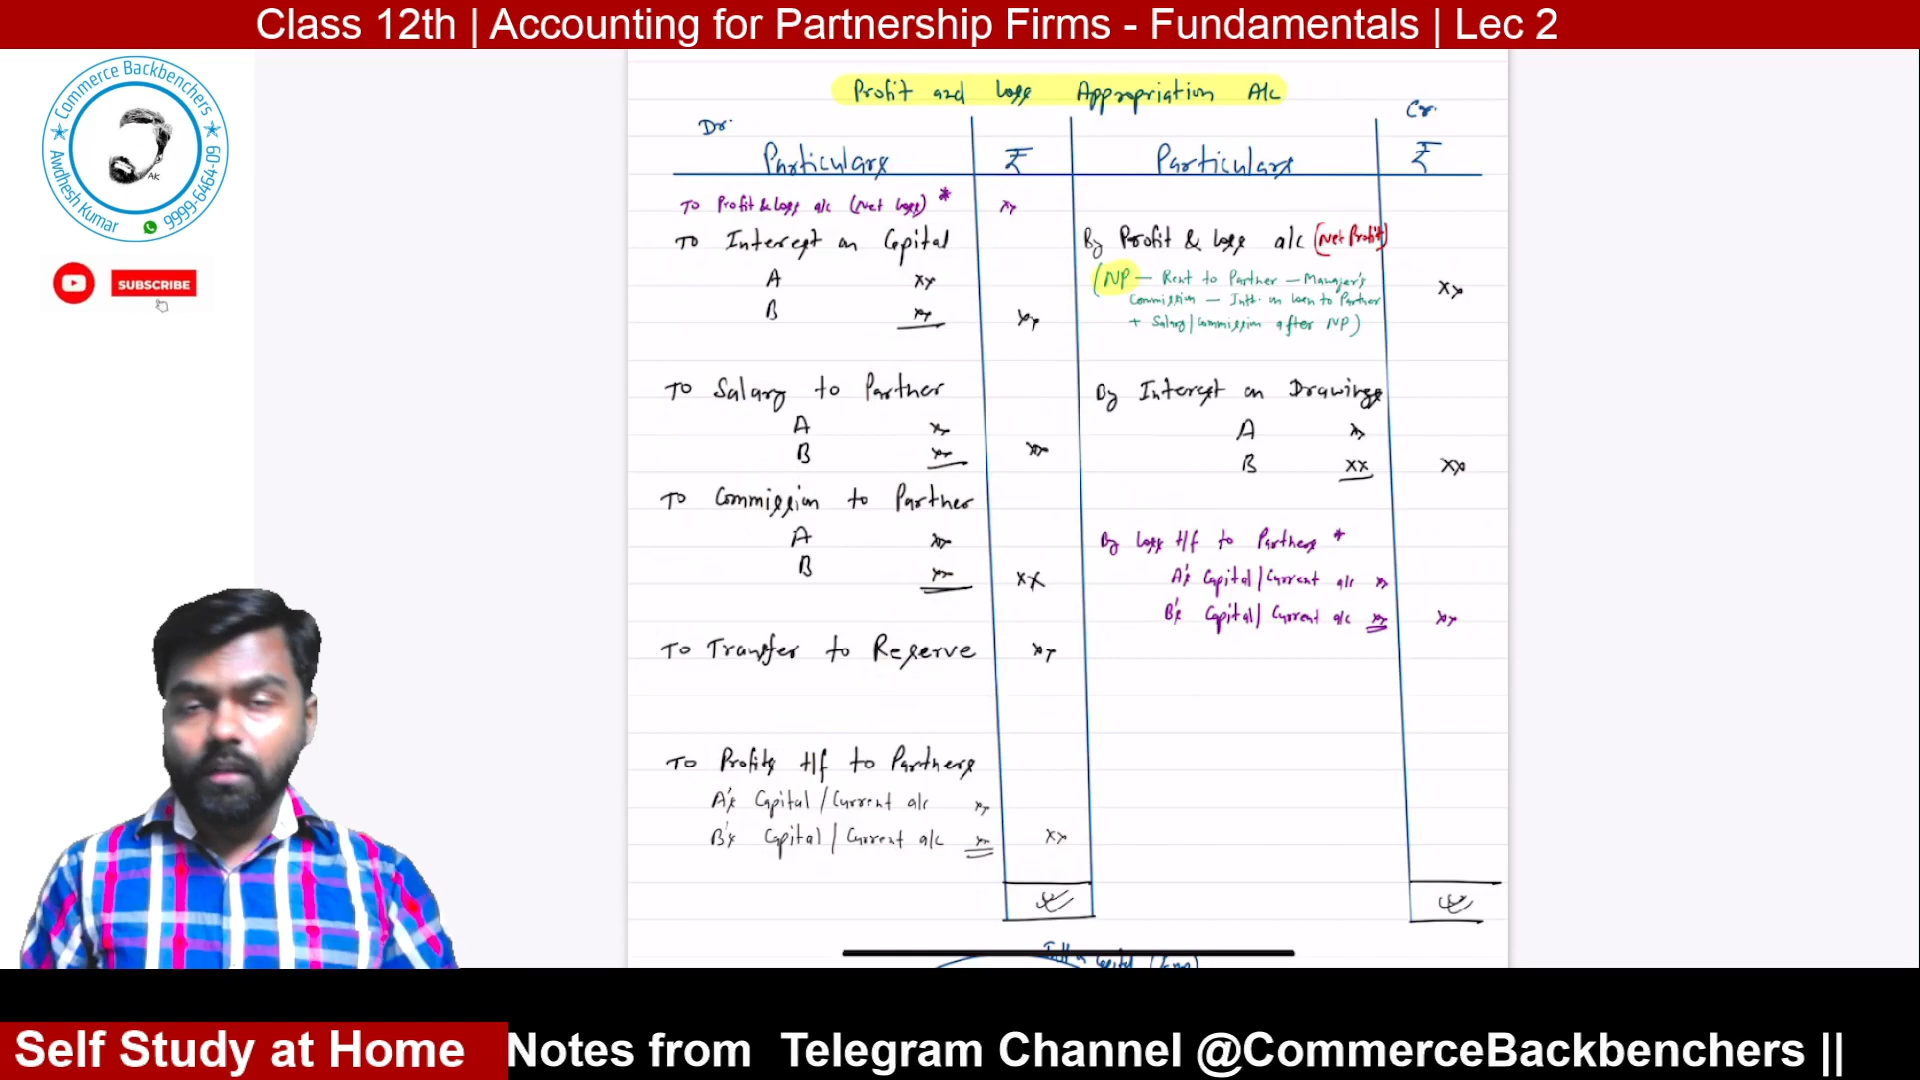 Class 12th | Accounting for Partnership Firms - Fundamentals | Lec 2
Commerce Backbenchers
Awdhesh Kumar
9999-6464-60
AK
SUBSCRIBE
Profit and Loss Appropriation A/c
Dr. Cr.
Particulars ₹ Particulars ₹
To Profit & Loss a/c (Net Loss) * xx
To Interest on Capital
A xx
B xx xx
To Salary to Partner
A xx
B xx xx
To Commission to Partner
A xx
B xx xx
To Transfer to Reserve xx
To Profits t/f to Partners
A's Capital / Current a/c xx
B's Capital / Current a/c xx xx
By Profit & Loss a/c (Net Profit)
(NP – Rent to Partner – Manager's
Commission – Intt. on loan to Partner
+ Salary/Commission after NP) xx
By Interest on Drawings
A xx
B xx xx
By Loss t/f to Partners *
A's Capital / Current a/c xx
B's Capital / Current a/c xx xx
Self Study at Home
Notes from Telegram Channel @CommerceBackbenchers ||